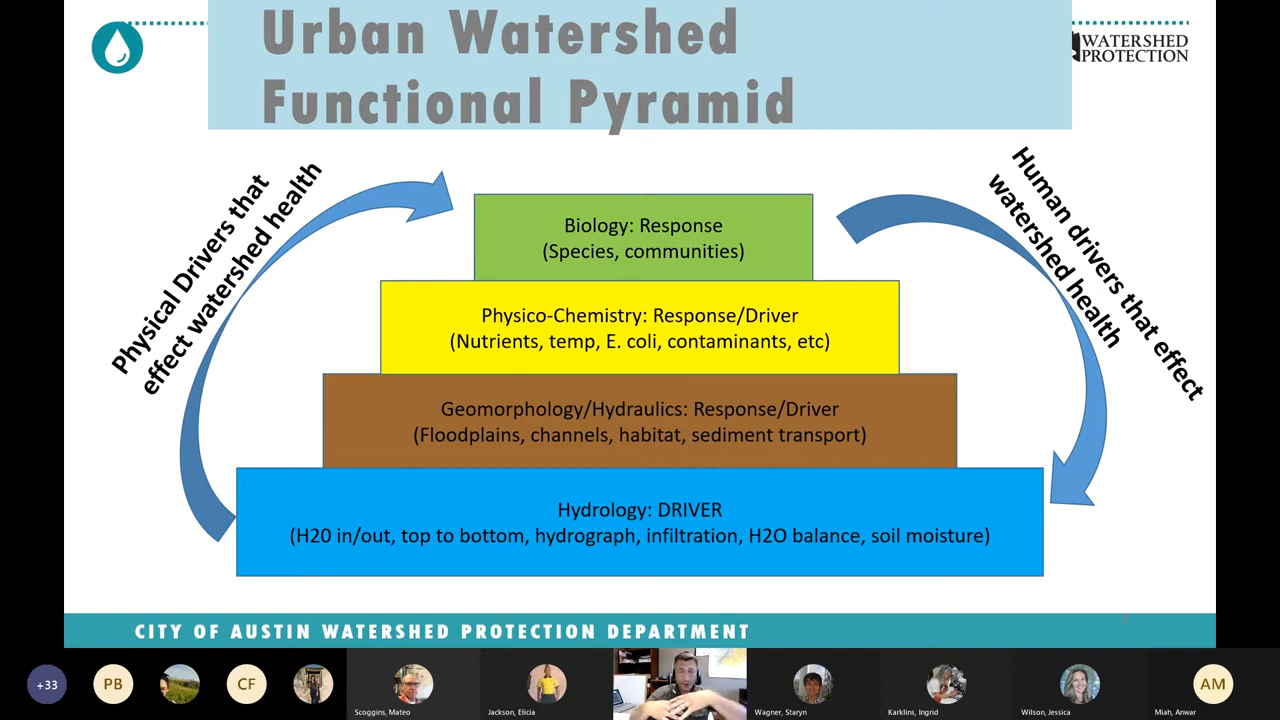 Urban Watershed
Functional Pyramid
WATERSHED
PROTECTION
Physical Drivers that
effect watershed health
Human drivers that effect
watershed health
Biology: Response
(Species, communities)
Physico-Chemistry: Response/Driver
(Nutrients, temp, E. coli, contaminants, etc)
Geomorphology/Hydraulics: Response/Driver
(Floodplains, channels, habitat, sediment transport)
Hydrology: DRIVER
(H20 in/out, top to bottom, hydrograph, infiltration, H2O balance, soil moisture)
CITY OF AUSTIN WATERSHED PROTECTION DEPARTMENT
+33
PB
CF
Scoggins, Mateo
Jackson, Elicia
Wagner, Staryn
Karklins, Ingrid
Wilson, Jessica
AM
Miah, Anwar